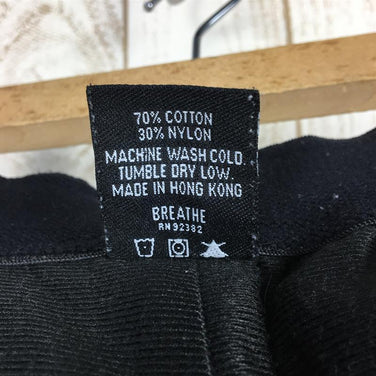 70% COTTON
30% NYLON
MACHINE WASH COLD.
TUMBLE DRY LOW.
MADE IN HONG KONG
BREATHE
RN 92382